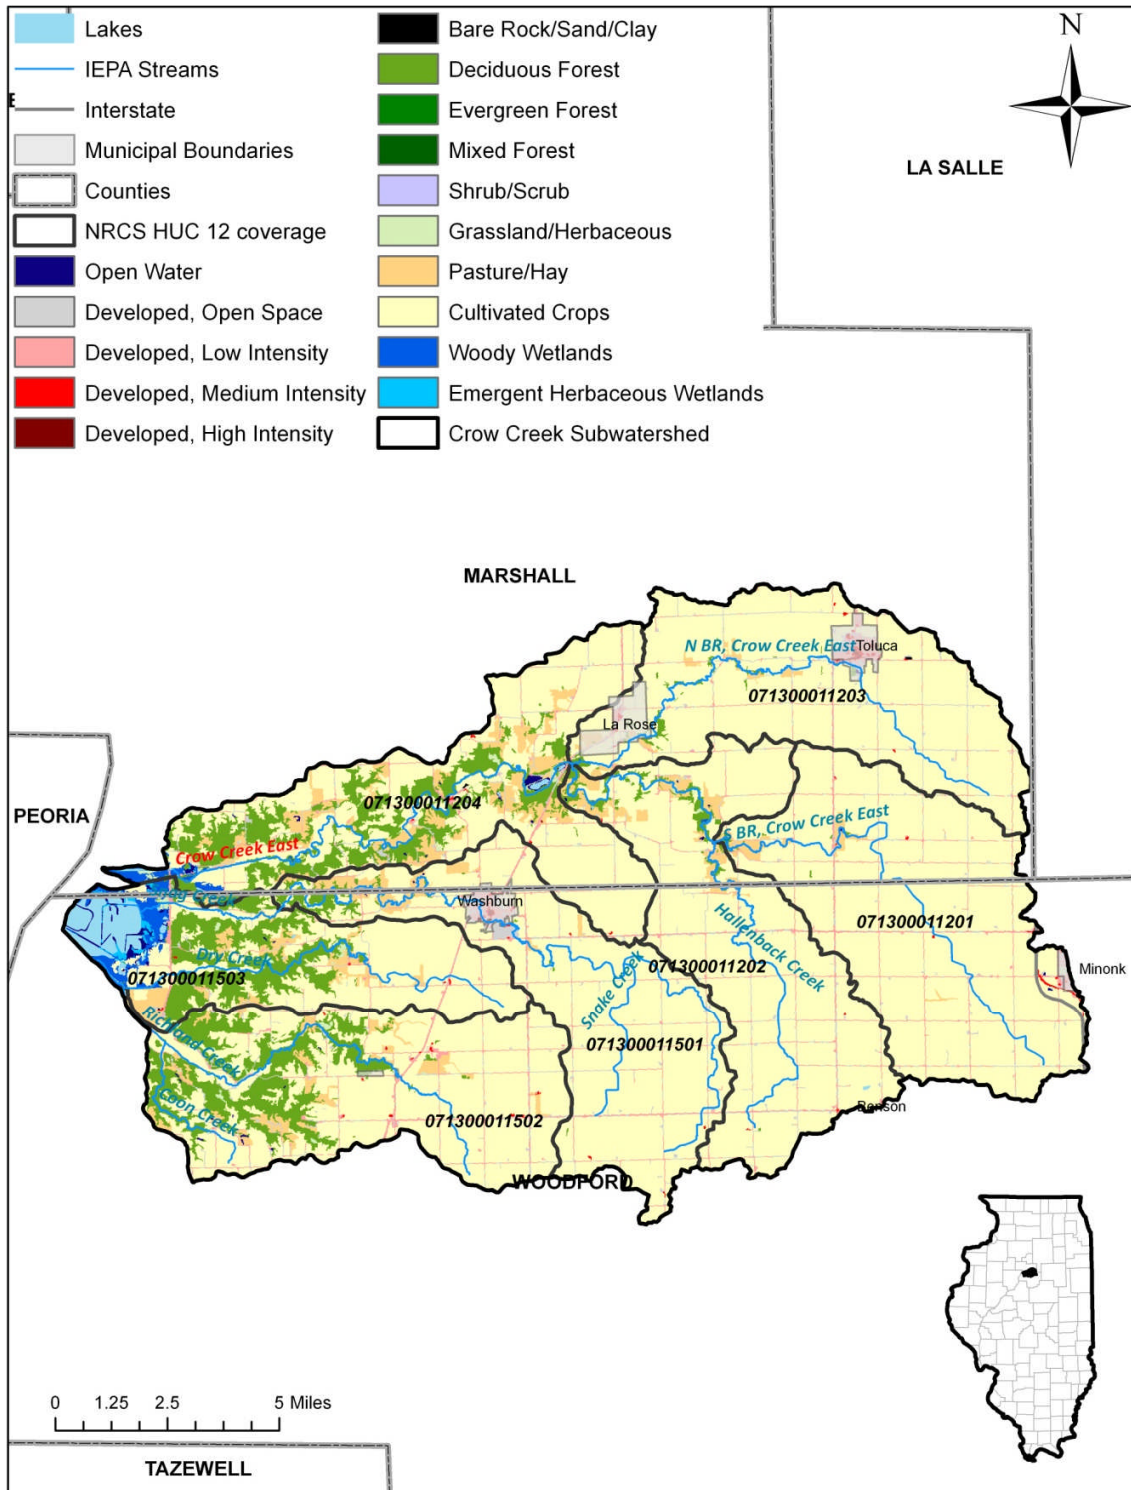 Lakes
IEPA Streams
Interstate
Municipal Boundaries
Counties
NRCS HUC 12 coverage
Open Water
Developed, Open Space
Developed, Low Intensity
Developed, Medium Intensity
Developed, High Intensity
Bare Rock/Sand/Clay
Deciduous Forest
Evergreen Forest
Mixed Forest
Shrub/Scrub
Grassland/Herbaceous
Pasture/Hay
Cultivated Crops
Woody Wetlands
Emergent Herbaceous Wetlands
Crow Creek Subwatershed
N
LA SALLE
MARSHALL
N BR, Crow Creek East
Toluca
071300011203
La Rose
071300011204
PEORIA
S BR, Crow Creek East
Crow Creek East
Washburn
Hallenback Creek
071300011201
Dry Creek
071300011202
Minonk
071300011503
Snake Creek
Richland Creek
071300011501
Coon Creek
Benson
071300011502
WOODFORD
0 1.25 2.5 5 Miles
TAZEWELL